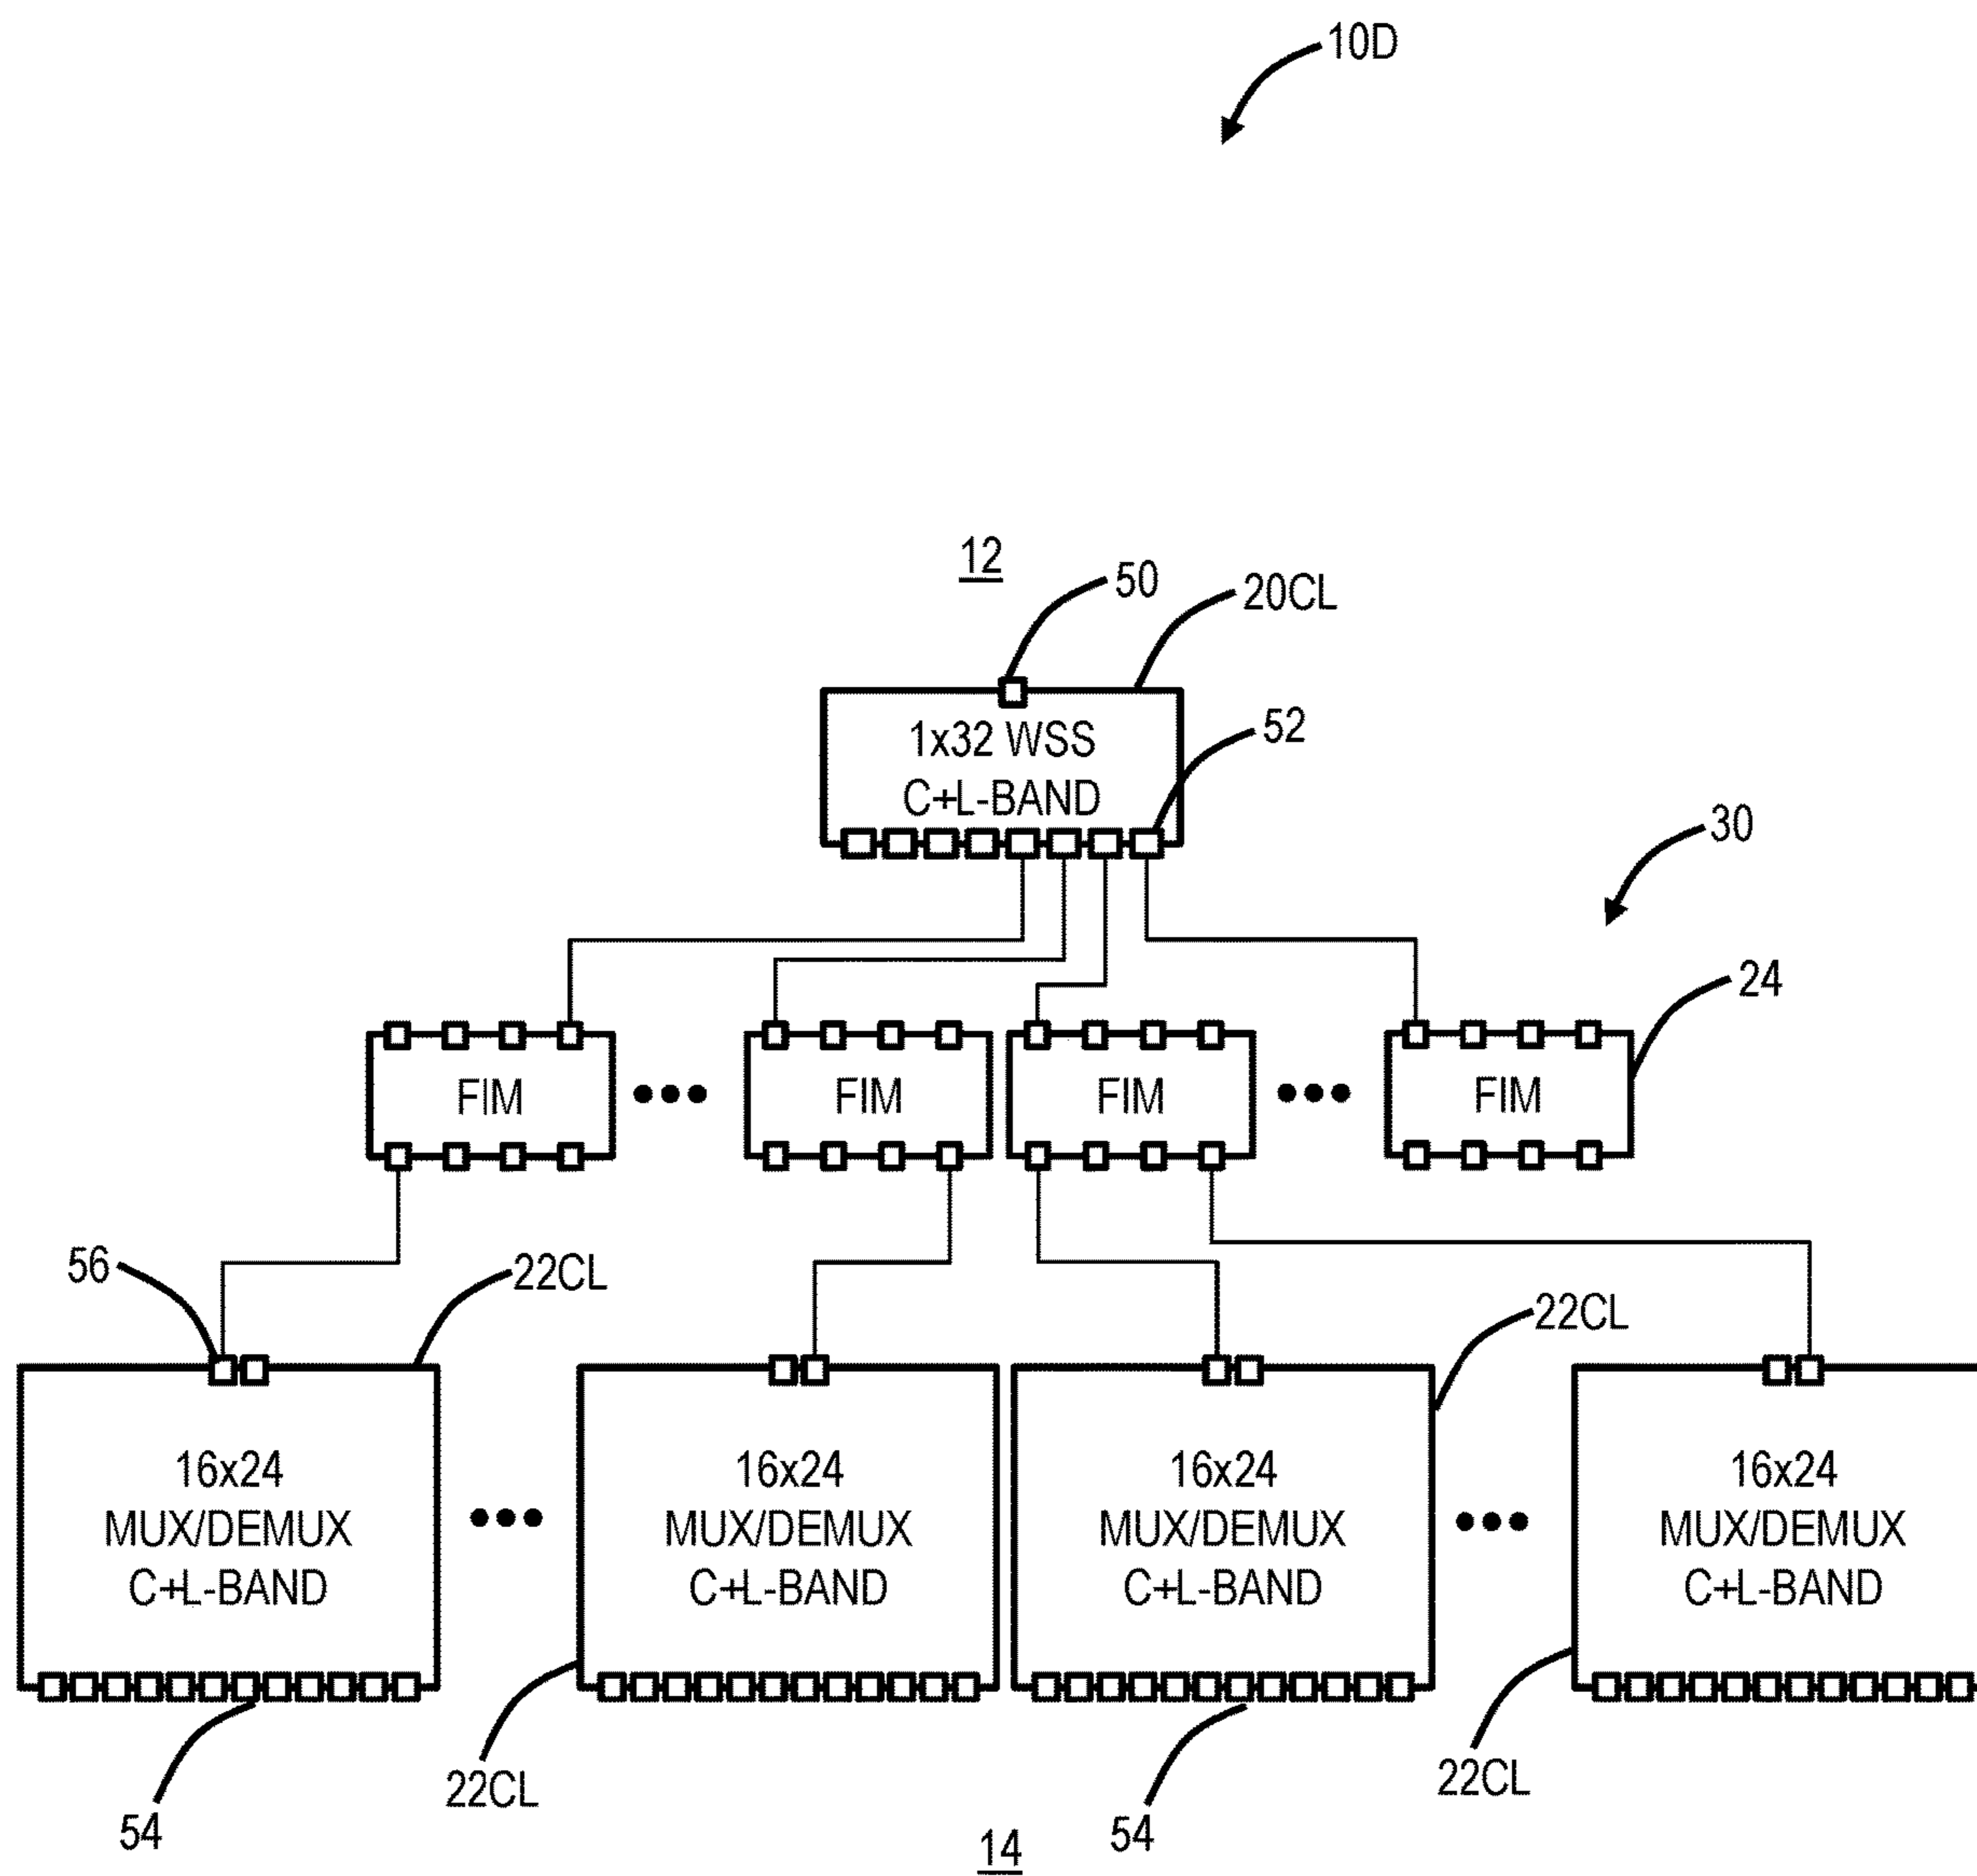 10D
12
50
20CL
1x32 WSS
C+L-BAND
52
30
24
FIM
FIM
FIM
FIM
56
22CL
22CL
16x24
MUX/DEMUX
C+L-BAND
16x24
MUX/DEMUX
C+L-BAND
16x24
MUX/DEMUX
C+L-BAND
16x24
MUX/DEMUX
C+L-BAND
54
22CL
54
22CL
14